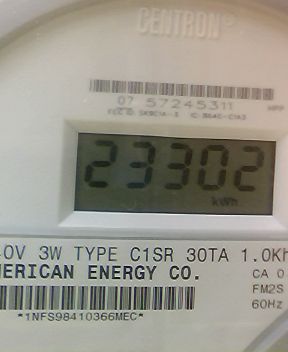 CENTRON®
07 57245311
23302
kWh
0V 3W TYPE C1SR 30TA 1.0Kh
MERICAN ENERGY CO.
CA 0
FM2S
60Hz
*1NFS98410366MEC*